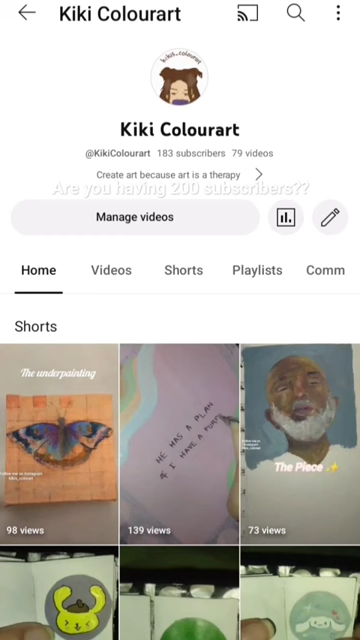 Kiki Colourart
kikis_colourart
Kiki Colourart
@KikiColourart 183 subscribers 79 videos
Create art because art is a therapy
Are you having 200 subscribers??
Manage videos
Home Videos Shorts Playlists Comm
Shorts
The underpainting
98 views
HE HAS A PLAN
& I HAVE A
139 views
The Piece
73 views